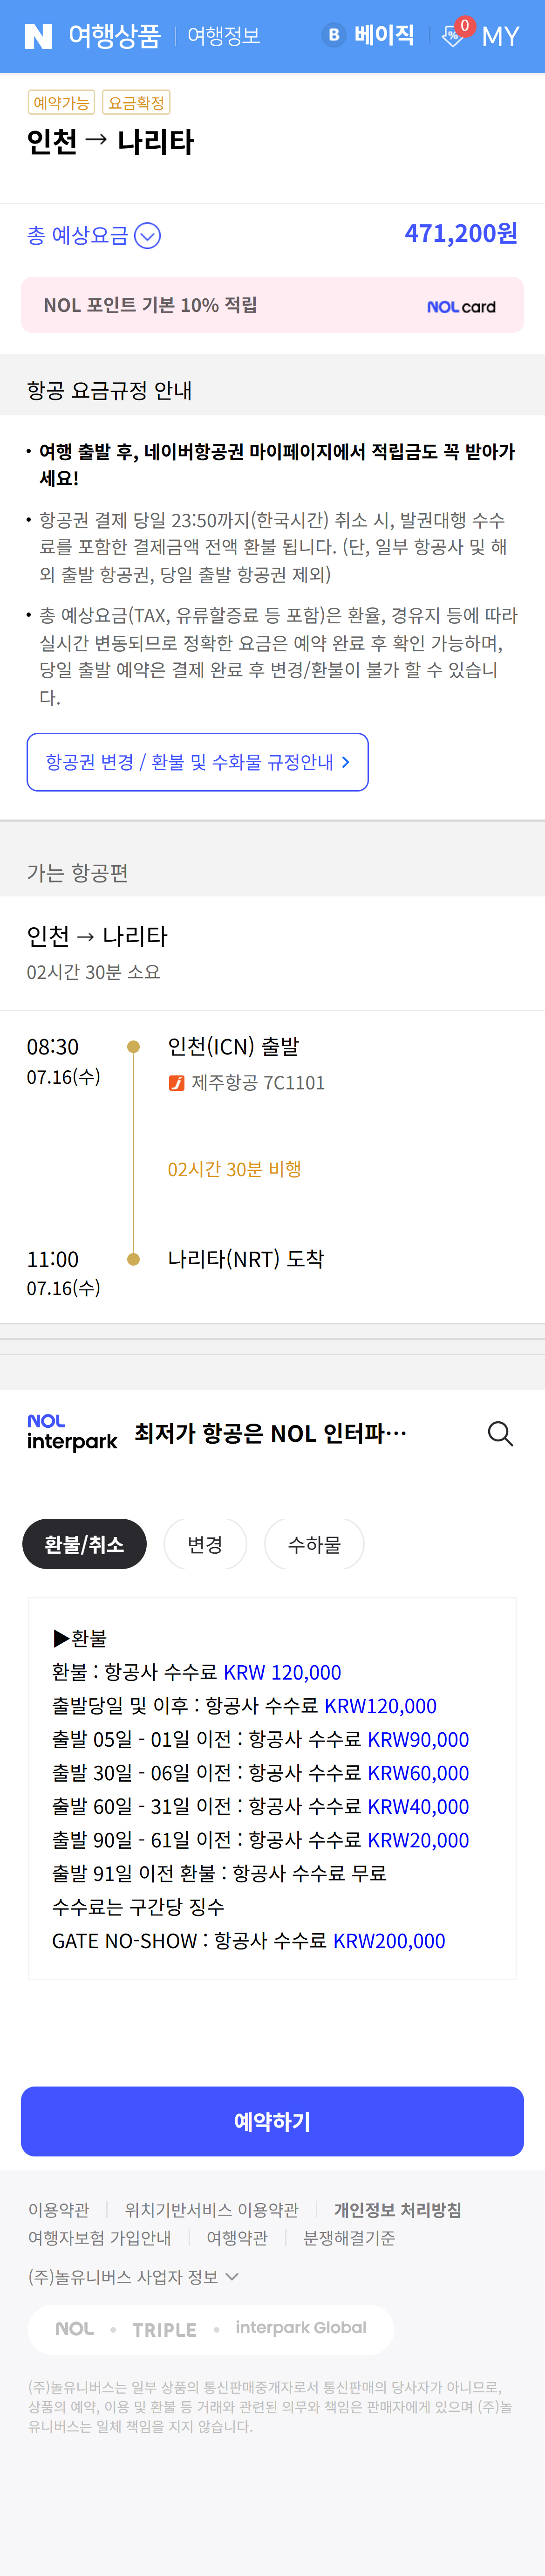 N 여행상품 여행정보 B 베이직 % 0 MY
예약가능 요금확정
인천 → 나리타
총 예상요금 471,200원
NOL 포인트 기본 10% 적립 NOL card
항공 요금규정 안내
• 여행 출발 후, 네이버항공권 마이페이지에서 적립금도 꼭 받아가
세요!
• 항공권 결제 당일 23:50까지(한국시간) 취소 시, 발권대행 수수
료를 포함한 결제금액 전액 환불 됩니다. (단, 일부 항공사 및 해
외 출발 항공권, 당일 출발 항공권 제외)
• 총 예상요금(TAX, 유류할증료 등 포함)은 환율, 경유지 등에 따라
실시간 변동되므로 정확한 요금은 예약 완료 후 확인 가능하며,
당일 출발 예약은 결제 완료 후 변경/환불이 불가 할 수 있습니
다.
항공권 변경 / 환불 및 수화물 규정안내 >
가는 항공편
인천 → 나리타
02시간 30분 소요
08:30 인천(ICN) 출발
07.16(수) 제주항공 7C1101
02시간 30분 비행
11:00 나리타(NRT) 도착
07.16(수)
NOL
interpark 최저가 항공은 NOL 인터파…
환불/취소 변경 수하물
▶환불
환불 : 항공사 수수료 KRW 120,000
출발당일 및 이후 : 항공사 수수료 KRW120,000
출발 05일 - 01일 이전 : 항공사 수수료 KRW90,000
출발 30일 - 06일 이전 : 항공사 수수료 KRW60,000
출발 60일 - 31일 이전 : 항공사 수수료 KRW40,000
출발 90일 - 61일 이전 : 항공사 수수료 KRW20,000
출발 91일 이전 환불 : 항공사 수수료 무료
수수료는 구간당 징수
GATE NO-SHOW : 항공사 수수료 KRW200,000
예약하기
이용약관 위치기반서비스 이용약관 개인정보 처리방침
여행자보험 가입안내 여행약관 분쟁해결기준
(주)놀유니버스 사업자 정보
NOL • TRIPLE • interpark Global
(주)놀유니버스는 일부 상품의 통신판매중개자로서 통신판매의 당사자가 아니므로,
상품의 예약, 이용 및 환불 등 거래와 관련된 의무와 책임은 판매자에게 있으며 (주)놀
유니버스는 일체 책임을 지지 않습니다.